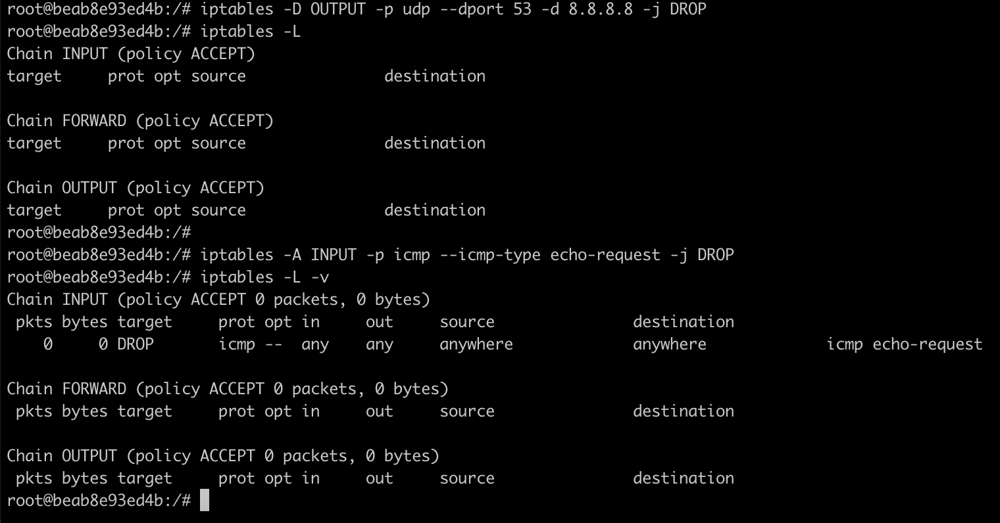 root@beab8e93ed4b:/# iptables -D OUTPUT -p udp --dport 53 -d 8.8.8.8 -j DROP
root@beab8e93ed4b:/# iptables -L
Chain INPUT (policy ACCEPT)
target     prot opt source               destination
Chain FORWARD (policy ACCEPT)
target     prot opt source               destination
Chain OUTPUT (policy ACCEPT)
target     prot opt source               destination
root@beab8e93ed4b:/#
root@beab8e93ed4b:/# iptables -A INPUT -p icmp --icmp-type echo-request -j DROP
root@beab8e93ed4b:/# iptables -L -v
Chain INPUT (policy ACCEPT 0 packets, 0 bytes)
 pkts bytes target     prot opt in     out     source               destination
    0     0 DROP       icmp --  any    any     anywhere             anywhere             icmp echo-request
Chain FORWARD (policy ACCEPT 0 packets, 0 bytes)
 pkts bytes target     prot opt in     out     source               destination
Chain OUTPUT (policy ACCEPT 0 packets, 0 bytes)
 pkts bytes target     prot opt in     out     source               destination
root@beab8e93ed4b:/#